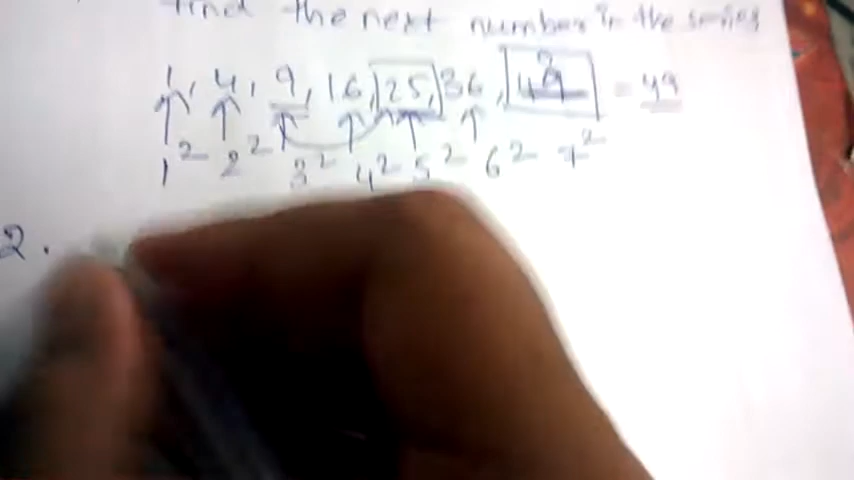 find the next number in the series
1, 4, 9, 16, 25, 36, 49 = 49
1² 2² 3² 4² 5² 6² 7²
2.